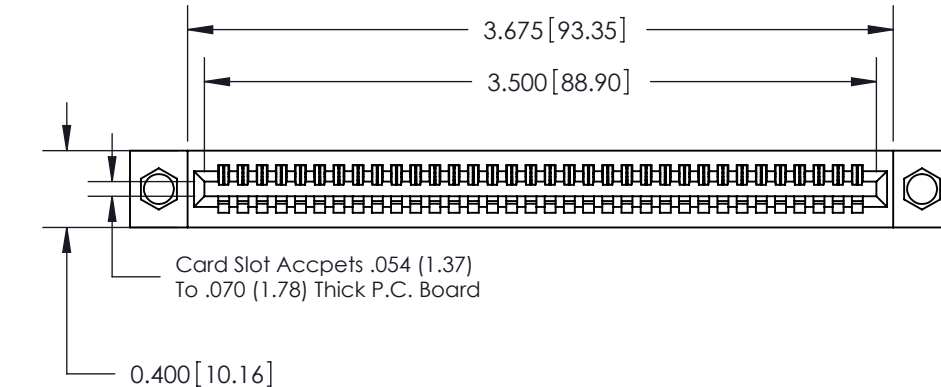 3.675[93.35]
3.500[88.90]
Card Slot Accpets .054 (1.37)
To .070 (1.78) Thick P.C. Board
0.400[10.16]